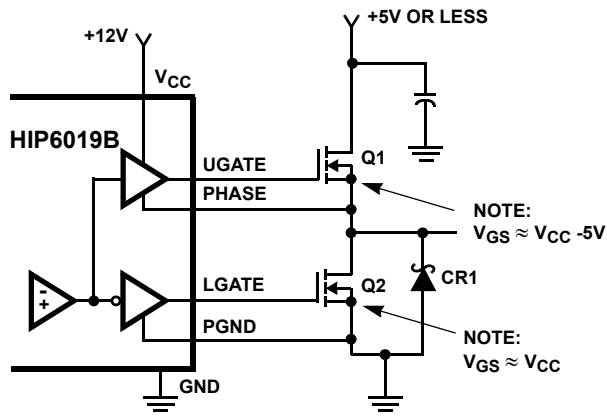 +5V OR LESS
+12V
VCC
HIP6019B
UGATE
Q1
PHASE
NOTE:
VGS ≈ VCC -5V
LGATE
Q2
CR1
- +
PGND
NOTE:
VGS ≈ VCC
GND